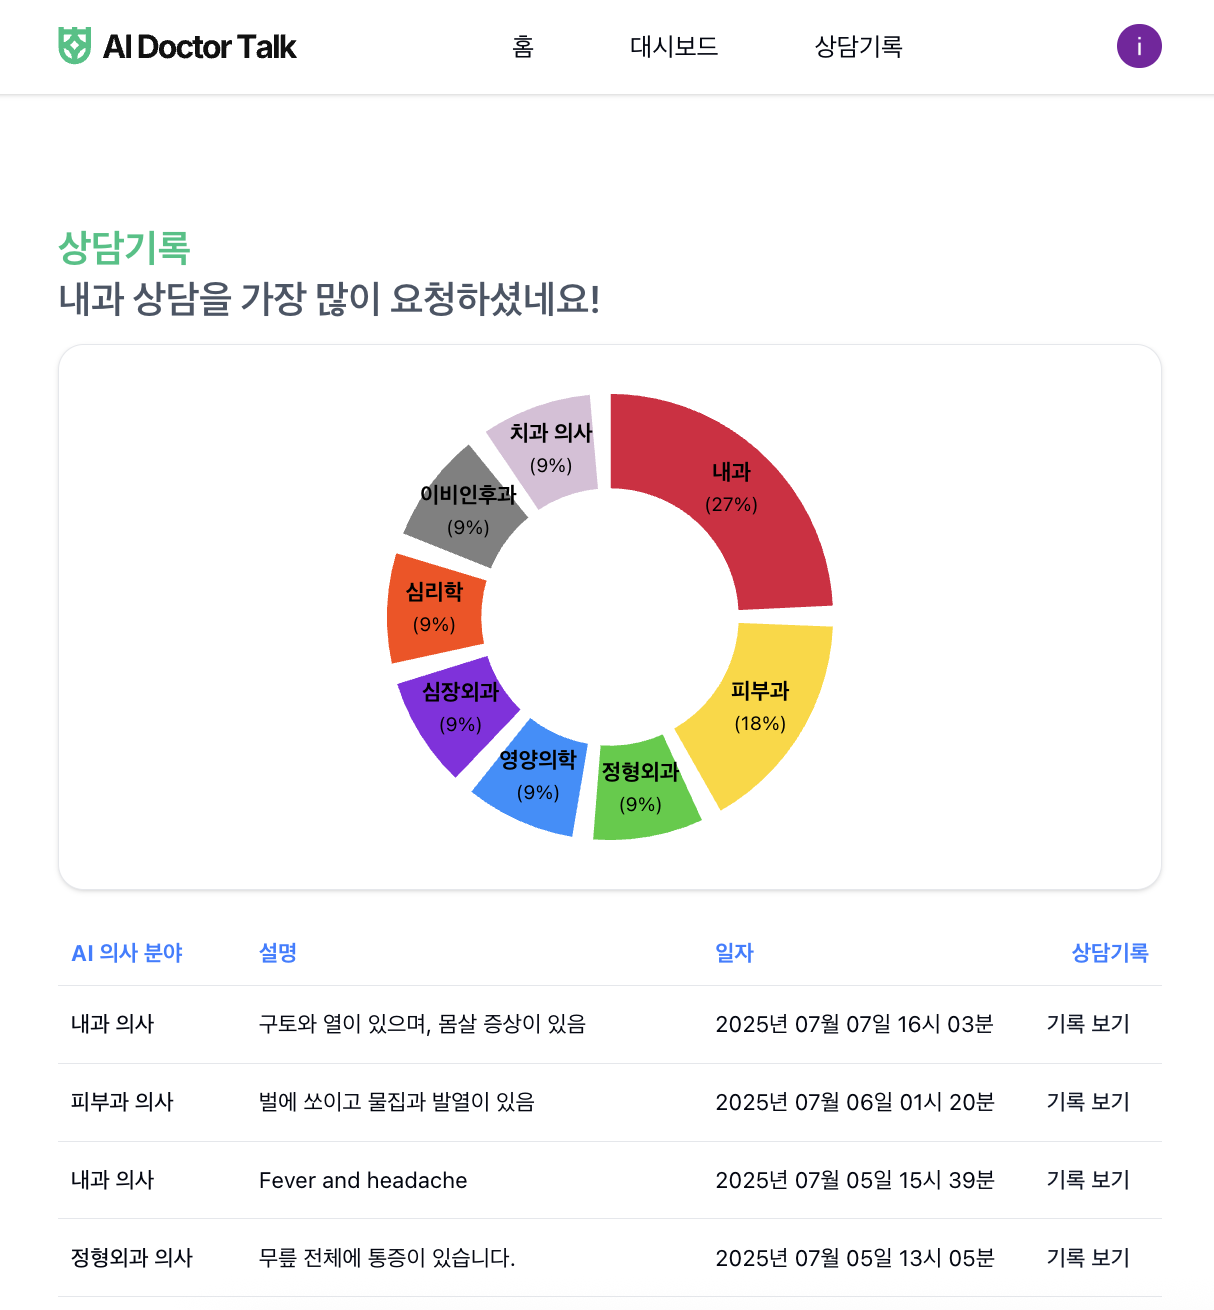 AI Doctor Talk
홈
대시보드
상담기록
i
상담기록
내과 상담을 가장 많이 요청하셨네요!
치과 의사
(9%)
내과
(27%)
이비인후과
(9%)
심리학
(9%)
심장외과
(9%)
피부과
(18%)
영양의학
(9%)
정형외과
(9%)
AI 의사 분야 설명 일자 상담기록
내과 의사 구토와 열이 있으며, 몸살 증상이 있음 2025년 07월 07일 16시 03분 기록 보기
피부과 의사 벌에 쏘이고 물집과 발열이 있음 2025년 07월 06일 01시 20분 기록 보기
내과 의사 Fever and headache 2025년 07월 05일 15시 39분 기록 보기
정형외과 의사 무릎 전체에 통증이 있습니다. 2025년 07월 05일 13시 05분 기록 보기